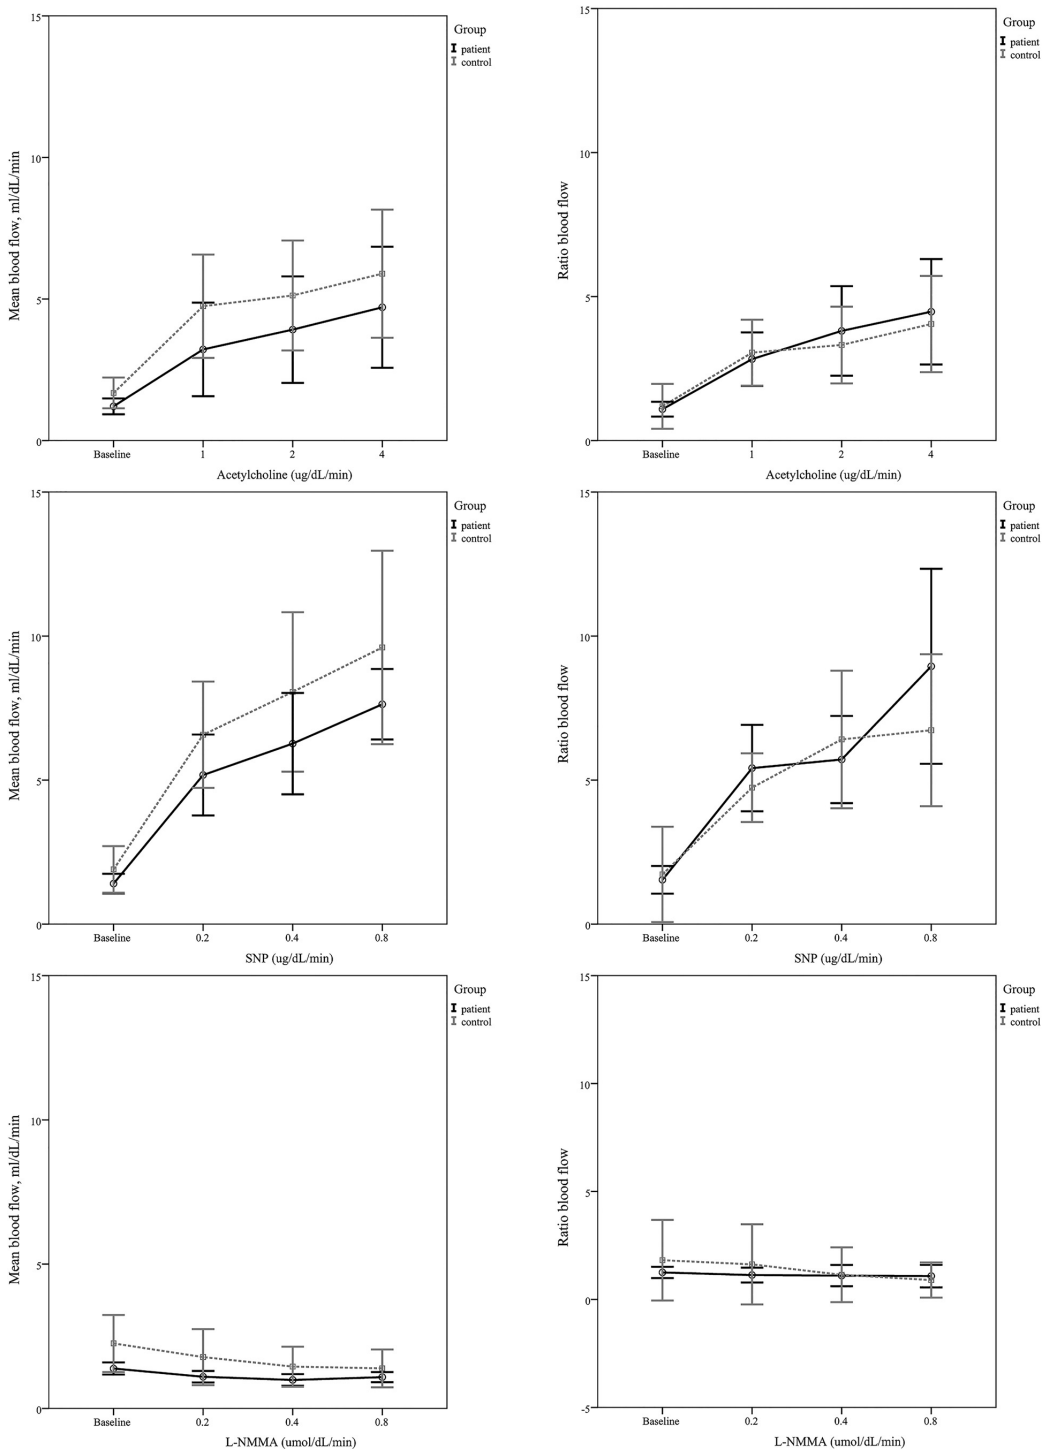 15
10
5
0
Mean blood flow, ml/dL/min
Baseline
1
2
4
Acetylcholine (ug/dL/min)
Group
patient
control
15
10
5
0
Ratio blood flow
Baseline
1
2
4
Acetylcholine (ug/dL/min)
Group
patient
control
15
10
5
0
Mean blood flow, ml/dL/min
Baseline
0.2
0.4
0.8
SNP (ug/dL/min)
Group
patient
control
15
10
5
0
Ratio blood flow
Baseline
0.2
0.4
0.8
SNP (ug/dL/min)
Group
patient
control
15
10
5
0
Mean blood flow, ml/dL/min
Baseline
0.2
0.4
0.8
L-NMMA (umol/dL/min)
Group
patient
control
15
10
5
0
-5
Ratio blood flow
Baseline
0.2
0.4
0.8
L-NMMA (umol/dL/min)
Group
patient
control